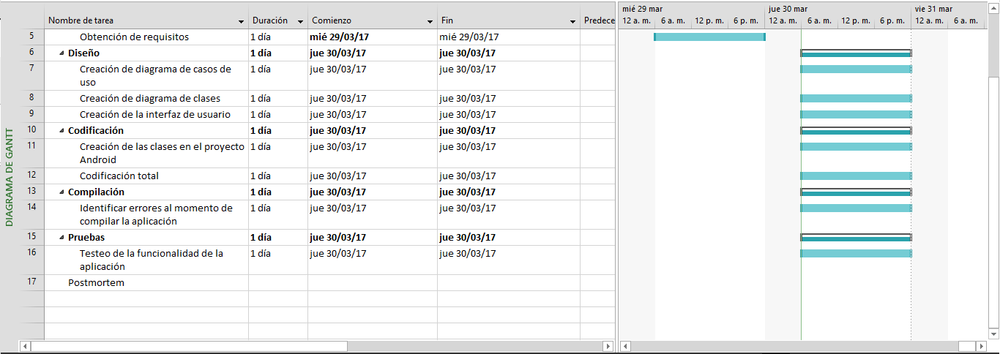 DIAGRAMA DE GANTT
Nombre de tarea Duración Comienzo Fin Predece
5 Obtención de requisitos 1 día mié 29/03/17 mié 29/03/17
6 Diseño 1 día jue 30/03/17 jue 30/03/17
7 Creación de diagrama de casos de 1 día jue 30/03/17 jue 30/03/17
uso
8 Creación de diagrama de clases 1 día jue 30/03/17 jue 30/03/17
9 Creación de la interfaz de usuario 1 día jue 30/03/17 jue 30/03/17
10 Codificación 1 día jue 30/03/17 jue 30/03/17
11 Creación de las clases en el proyecto 1 día jue 30/03/17 jue 30/03/17
Android
12 Codificación total 1 día jue 30/03/17 jue 30/03/17
13 Compilación 1 día jue 30/03/17 jue 30/03/17
14 Identificar errores al momento de 1 día jue 30/03/17 jue 30/03/17
compilar la aplicación
15 Pruebas 1 día jue 30/03/17 jue 30/03/17
16 Testeo de la funcionalidad de la 1 día jue 30/03/17 jue 30/03/17
aplicación
17 Postmortem
mié 29 mar jue 30 mar vie 31 mar
12 a. m. 6 a. m. 12 p. m. 6 p. m. 12 a. m. 6 a. m. 12 p. m. 6 p. m. 12 a. m. 6 a. m.